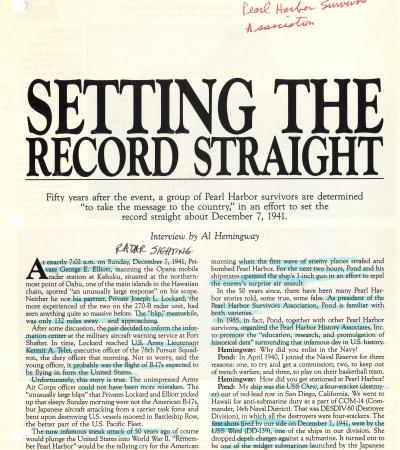 Pearl Harbor Survivors
Association
SETTING THE
RECORD STRAIGHT
Fifty years after the event, a group of Pearl Harbor survivors are determined
"to take the message to the country," in an effort to set the
record straight about December 7, 1941.
Interview by Al Hemingway
RADAR SIGHTING
At exactly 7:02 a.m. on Sunday, December 7, 1941, Pri-
vate George E. Elliott, manning the Opana mobile
radar station at Kahuku, situated at the northern-
most point of Oahu, one of the main islands in the Hawaiian
chain, spotted "an unusually large response" on his scope.
Neither he nor his partner, Private Joseph L. Lockard, the
more experienced of the two on the 270-B radar unit, had
seen anything quite so massive before. The "blip," meanwhile,
was only 132 miles away. . .and approaching.
After some discussion, the pair decided to inform the infor-
mation center at the military aircraft warning service at Fort
Shafter. In time, Lockard reached U.S. Army Lieutenant
Kermit A. Tyler, executive officer of the 78th Pursuit Squad-
ron, the duty officer that morning. Not to worry, said the
young officer, it probably was the flight of B-17s expected to
be flying in from the United States.
Unfortunately, this story is true. The unimpressed Army
Air Corps officer could not have been more mistaken. The
"unusually large blips" that Privates Lockard and Elliott picked
up that sleepy Sunday morning were not the American B-17s,
but Japanese aircraft attacking from a carrier task force and
bent upon destroying U.S. vessels moored in Battleship Row,
the better part of the U.S. Pacific Fleet.
The now infamous sneak attack of 50 years ago of course
would plunge the United States into World War II. "Remem-
ber Pearl Harbor" would be the rallying cry for the American
morning when the first wave of enemy planes strafed and
bombed Pearl Harbor. For the next two hours, Pond and his
shipmates operated the ship's 3-inch gun in an effort to repel
the enemy's surprise air assault.
In the 50 years since, there have been many Pearl Har-
bor stories told, some true, some false. As president of the
Pearl Harbor Survivors Association, Pond is familiar with
both varieties.
In 1985, in fact, Pond, together with other Pearl Harbor
survivors, organized the Pearl Harbor History Associates, Inc.
to promote the "education, research, and promulgation of
historical data" surrounding that infamous day in U.S. history.
Hemingway: Why did you enlist in the Navy?
Pond: In April 1940, I joined the Naval Reserve for three
reasons: one, to try and get a commission; two, to keep out
of trench warfare; and three, to play on their basketball team.
Hemingway: How did you get stationed at Pearl Harbor?
Pond: My ship was the USS Crew, a four-stacker (destroy-
er) out of red-lead row in San Diego, California. We went to
Hawaii for anti-submarine duty as a part of COM-14 (Com-
mander, 14th Naval District. That was DESDIV-80 (Destroyer
Division), in which all the destroyers were four-stackers. The
first shots fired by our side on December 7, 1941, were by the
USS Ward (DD-139), one of the ships in our division. She
dropped depth charges against a submarine. It turned out to
be one of the midget submarines launched by the Japanese